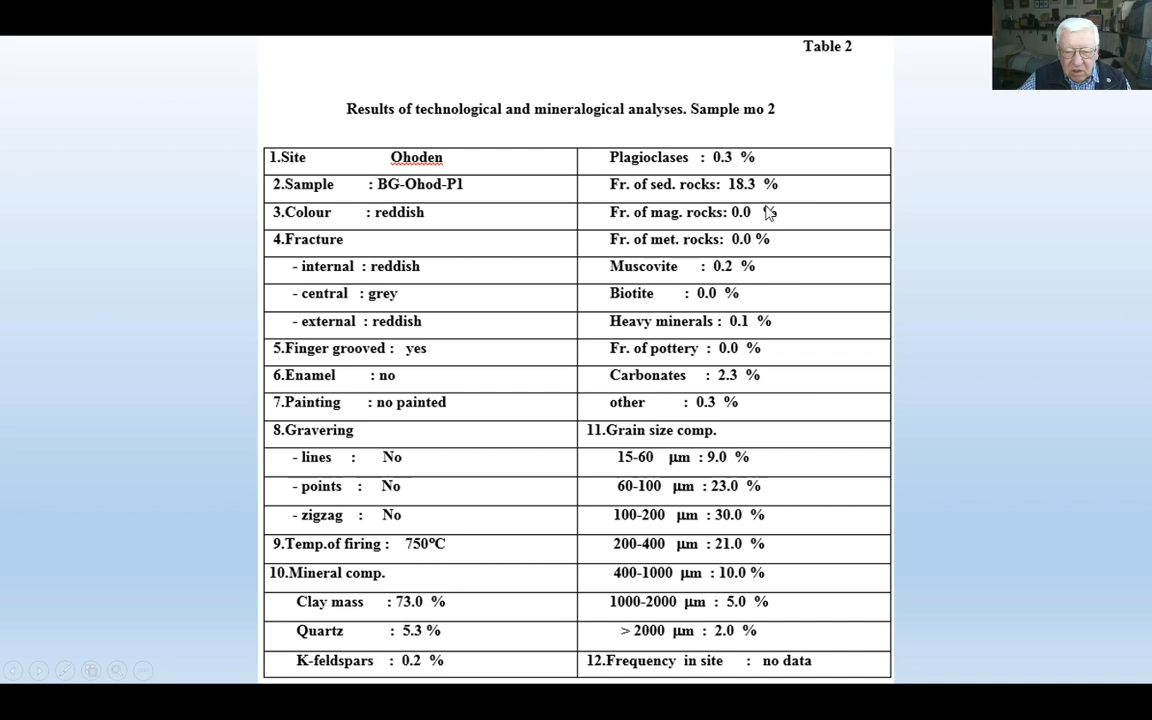 Table 2
Results of technological and mineralogical analyses. Sample mo 2
1.Site Ohoden
2.Sample : BG-Ohod-P1
3.Colour : reddish
4.Fracture
- internal : reddish
- central : grey
- external : reddish
5.Finger grooved : yes
6.Enamel : no
7.Painting : no painted
8.Gravering
- lines : No
- points : No
- zigzag : No
9.Temp.of firing : 750ºC
10.Mineral comp.
Clay mass : 73.0 %
Quartz : 5.3 %
K-feldspars : 0.2 %
Plagioclases : 0.3 %
Fr. of sed. rocks: 18.3 %
Fr. of mag. rocks: 0.0 %
Fr. of met. rocks: 0.0 %
Muscovite : 0.2 %
Biotite : 0.0 %
Heavy minerals : 0.1 %
Fr. of pottery : 0.0 %
Carbonates : 2.3 %
other : 0.3 %
11.Grain size comp.
15-60 µm : 9.0 %
60-100 µm : 23.0 %
100-200 µm : 30.0 %
200-400 µm : 21.0 %
400-1000 µm : 10.0 %
1000-2000 µm : 5.0 %
> 2000 µm : 2.0 %
12.Frequency in site : no data